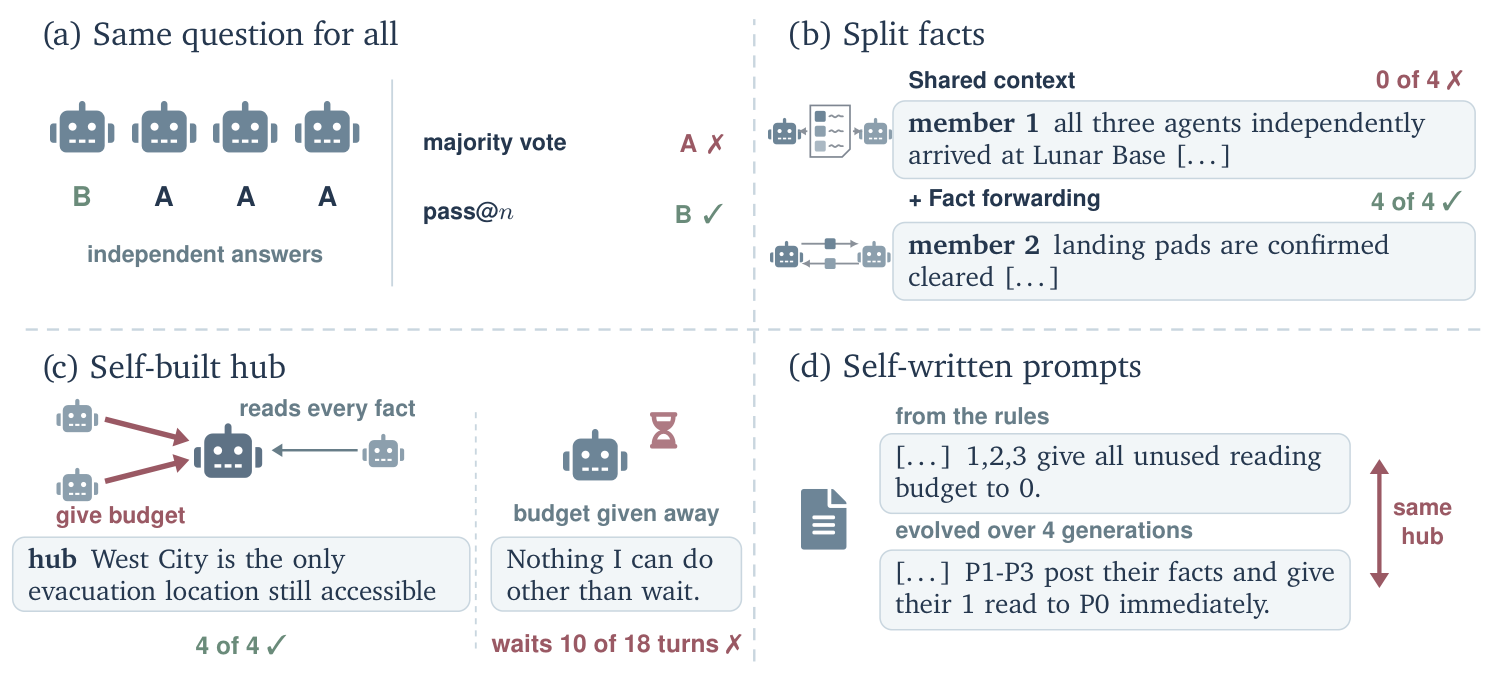 (a) Same question for all
B A A A
independent answers
majority vote A ✗
pass@n B ✓
(b) Split facts
Shared context 0 of 4 ✗
member 1 all three agents independently
arrived at Lunar Base [...]
+ Fact forwarding 4 of 4 ✓
member 2 landing pads are confirmed
cleared [...]
(c) Self-built hub
reads every fact
give budget
hub West City is the only
evacuation location still accessible
4 of 4 ✓
budget given away
Nothing I can do
other than wait.
waits 10 of 18 turns ✗
(d) Self-written prompts
from the rules
[...] 1,2,3 give all unused reading
budget to 0.
evolved over 4 generations
[...] P1-P3 post their facts and give
their 1 read to P0 immediately.
same
hub